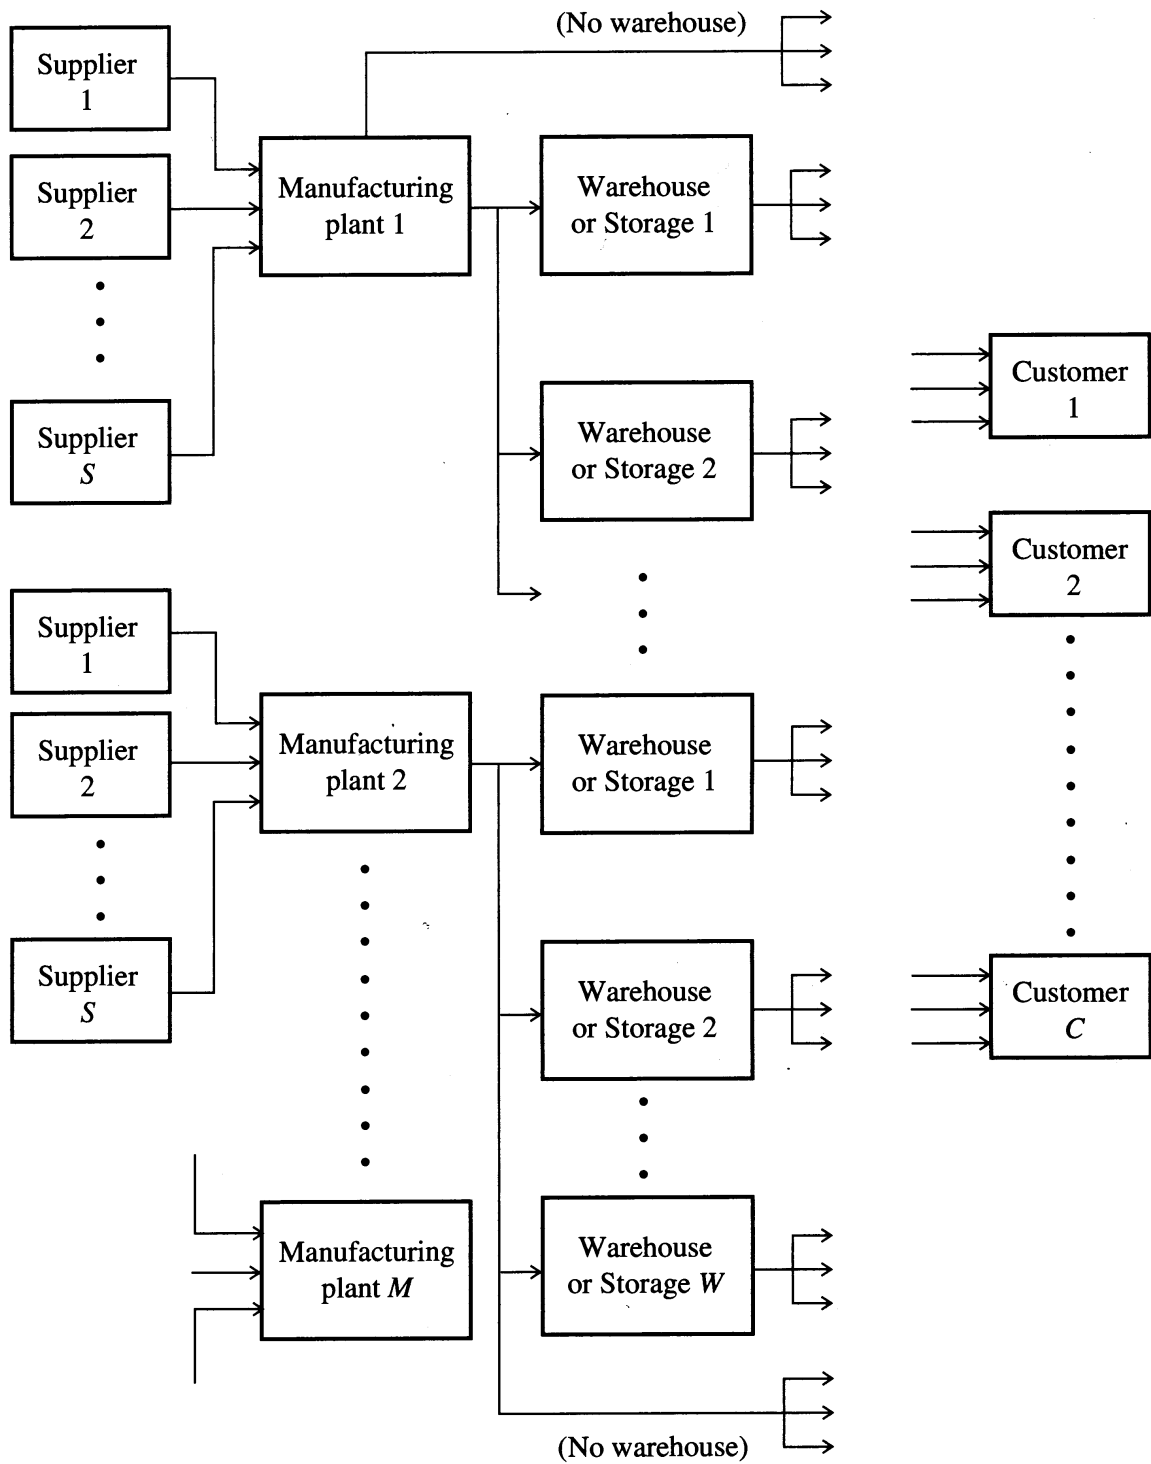 (No warehouse)
Supplier
1
Supplier
2
Supplier
S
Manufacturing
plant 1
Warehouse
or Storage 1
Warehouse
or Storage 2
Customer
1
Customer
2
Supplier
1
Supplier
2
Supplier
S
Manufacturing
plant 2
Warehouse
or Storage 1
Warehouse
or Storage 2
Customer
C
Manufacturing
plant M
Warehouse
or Storage W
(No warehouse)